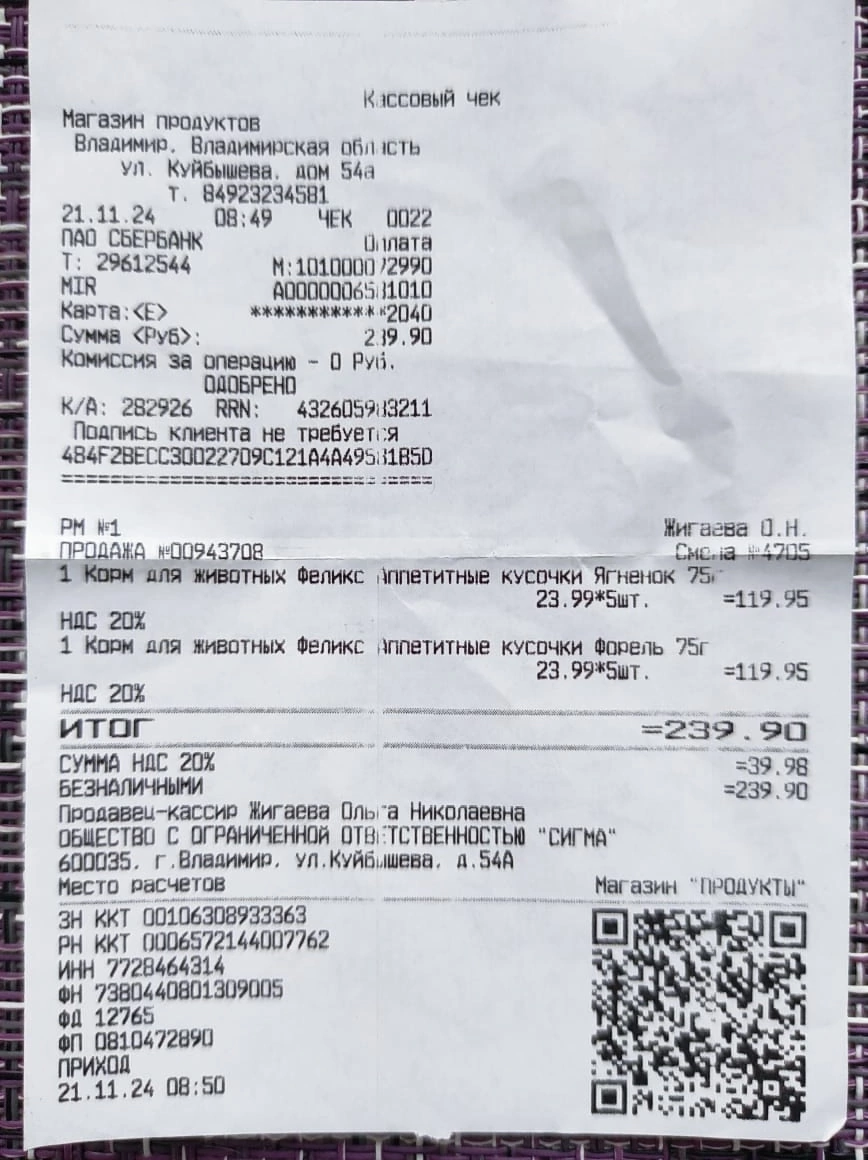 Кассовый чек
Магазин продуктов
Владимир, Владимирская область
ул. Куйбышева, дом 54а
т. 84923234581
21.11.24 08:49 ЧЕК 0022
ПАО СБЕРБАНК Оплата
Т: 29612544 М:101000072990
MIR A0000006581010
Карта:<E> ************2040
Сумма <Руб>: 239.90
Комиссия за операцию - 0 Руб.
ОДОБРЕНО
К/А: 282926 RRN: 432605983211
Подпись клиента не требуется
484F2BECC30022709C121A4A49581B5D
==============================
РМ №1 Жигаева О.Н.
ПРОДАЖА №00943708 Смена №4705
1 Корм для животных Феликс Аппетитные кусочки Ягненок 75г
23.99*5шт. =119.95
НДС 20%
1 Корм для животных Феликс Аппетитные кусочки Форель 75г
23.99*5шт. =119.95
НДС 20%
ИТОГ =239.90
СУММА НДС 20% =39.98
БЕЗНАЛИЧНЫМИ =239.90
Продавец-кассир Жигаева Ольга Николаевна
ОБЩЕСТВО С ОГРАНИЧЕННОЙ ОТВЕТСТВЕННОСТЬЮ "СИГМА"
600035, г.Владимир, ул.Куйбышева, д.54А
Место расчетов Магазин "ПРОДУКТЫ"
ЗН ККТ 00106308933363
РН ККТ 0006572144007762
ИНН 7728464314
ФН 7380440801309005
ФД 12765
ФП 0810472890
ПРИХОД
21.11.24 08:50